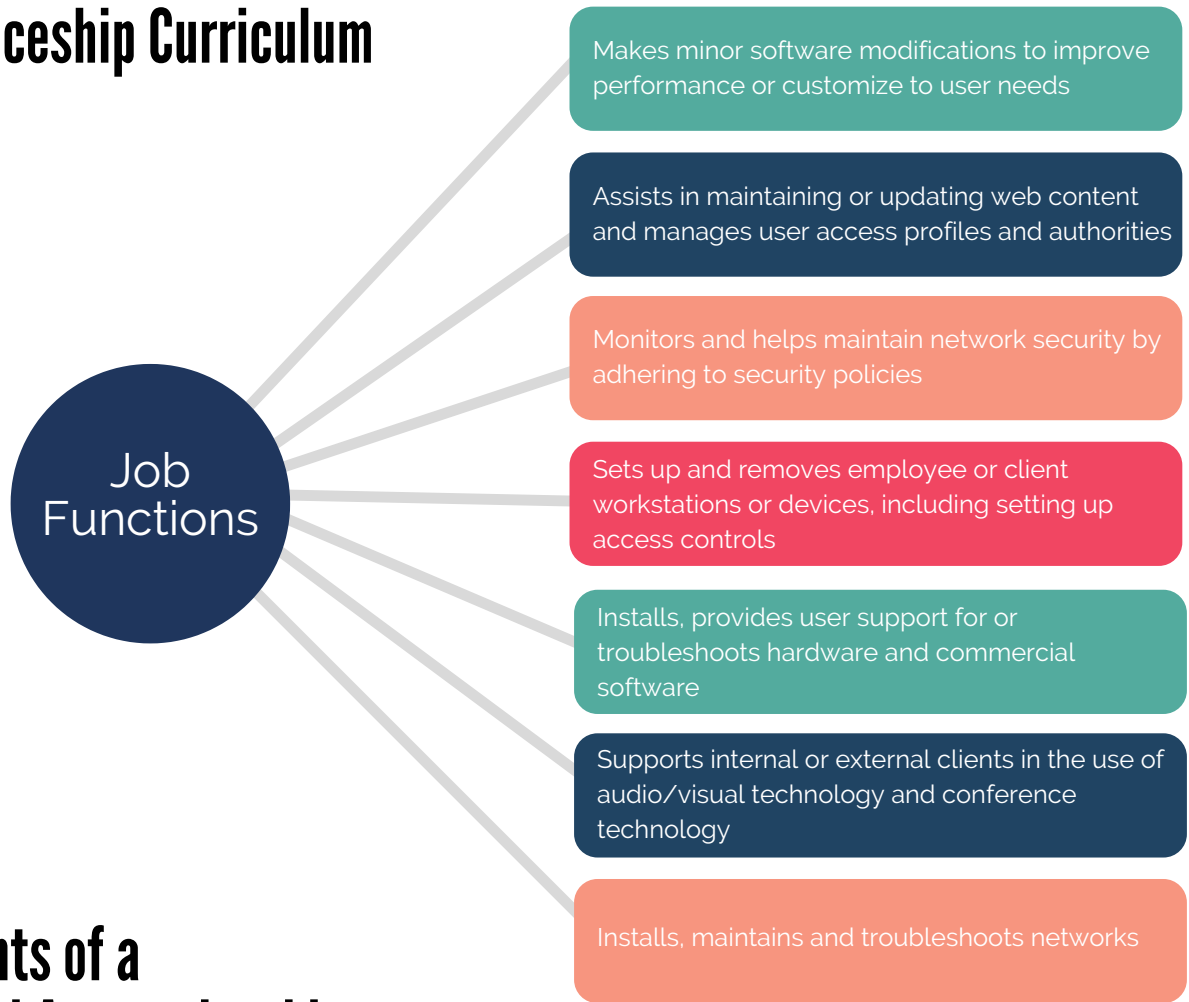 ceship Curriculum
Makes minor software modifications to improve
performance or customize to user needs
Assists in maintaining or updating web content
and manages user access profiles and authorities
Monitors and helps maintain network security by
adhering to security policies
Job
Functions
Sets up and removes employee or client
workstations or devices, including setting up
access controls
Installs, provides user support for or
troubleshoots hardware and commercial
software
Supports internal or external clients in the use of
audio/visual technology and conference
technology
Installs, maintains and troubleshoots networks
nts of a